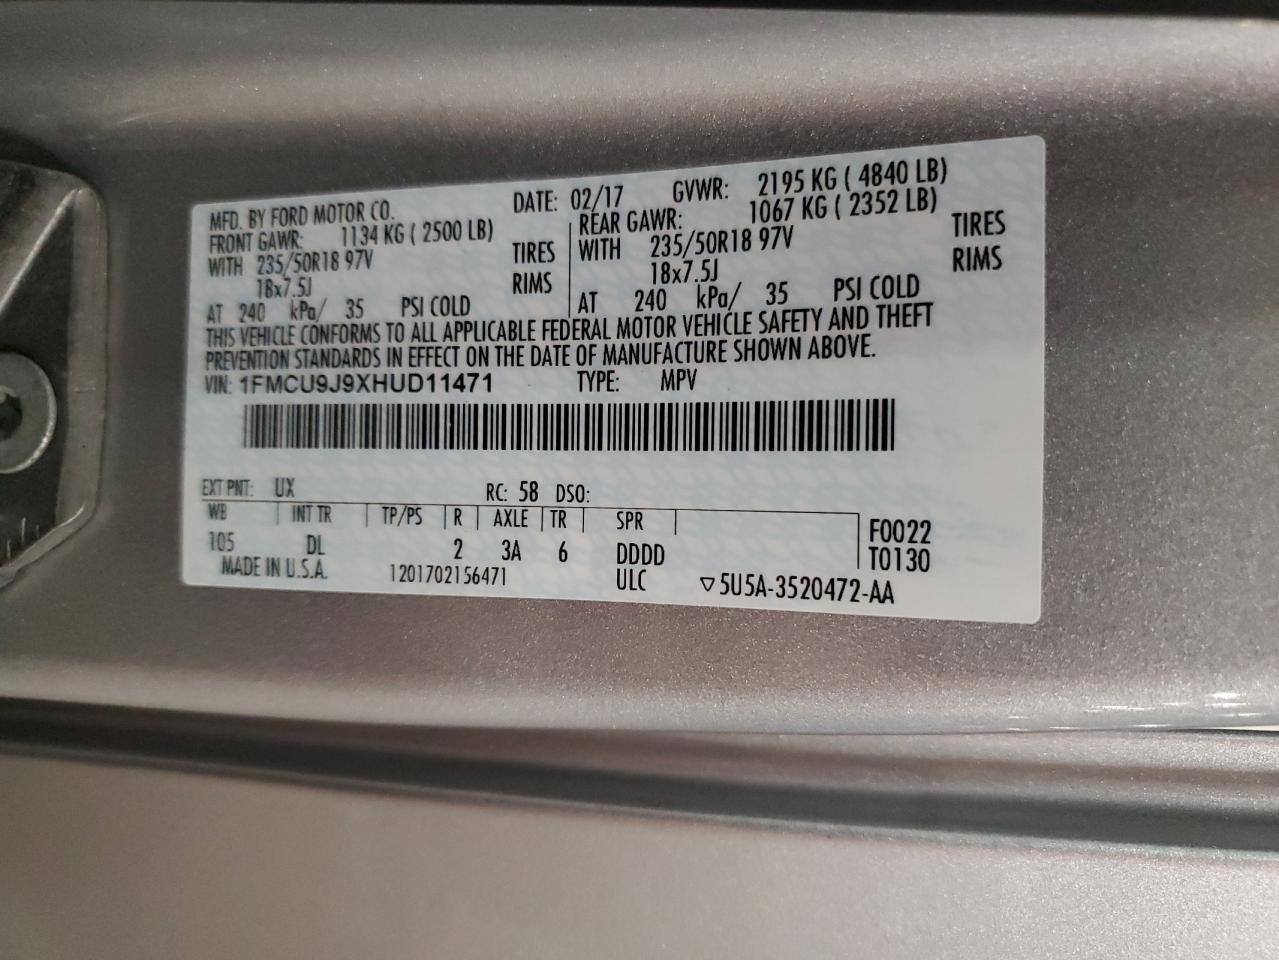 MFD. BY FORD MOTOR CO. DATE: 02/17 GVWR: 2195 KG ( 4840 LB)
FRONT GAWR: 1134 KG ( 2500 LB) REAR GAWR: 1067 KG ( 2352 LB)
WITH 235/50R18 97V TIRES WITH 235/50R18 97V TIRES
18x7.5J RIMS 18x7.5J RIMS
AT 240 kPa/ 35 PSI COLD AT 240 kPa/ 35 PSI COLD
THIS VEHICLE CONFORMS TO ALL APPLICABLE FEDERAL MOTOR VEHICLE SAFETY AND THEFT
PREVENTION STANDARDS IN EFFECT ON THE DATE OF MANUFACTURE SHOWN ABOVE.
VIN: 1FMCU9J9XHUD11471 TYPE: MPV
EXT PNT: UX RC: 58 DSO:
WB INT TR TP/PS R AXLE TR SPR F0022
105 DL 2 3A 6 DDDD T0130
MADE IN U.S.A. 1201702156471 ULC ▽5U5A-3520472-AA